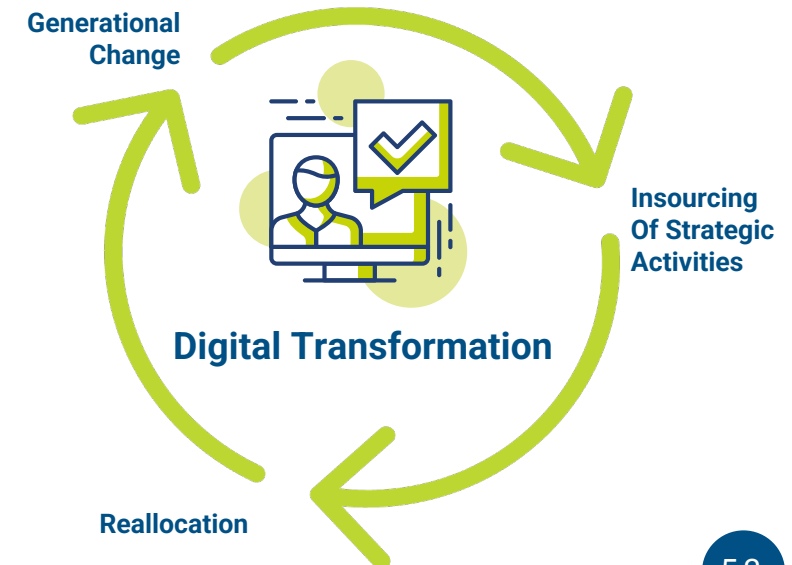 Generational
Change
Insourcing
Of Strategic
Activities
Digital Transformation
Reallocation